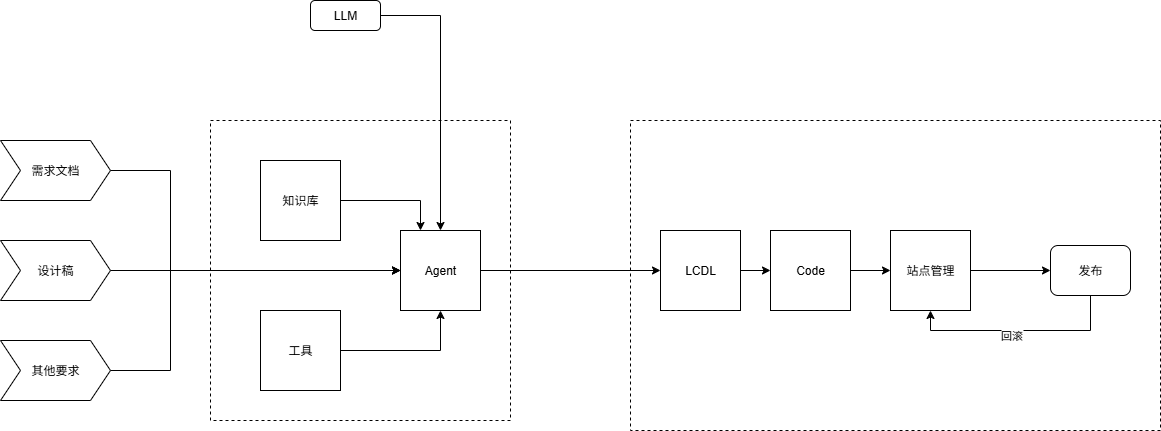 LLM
需求文档
知识库
设计稿
Agent
LCDL
Code
站点管理
发布
回滚
工具
其他要求